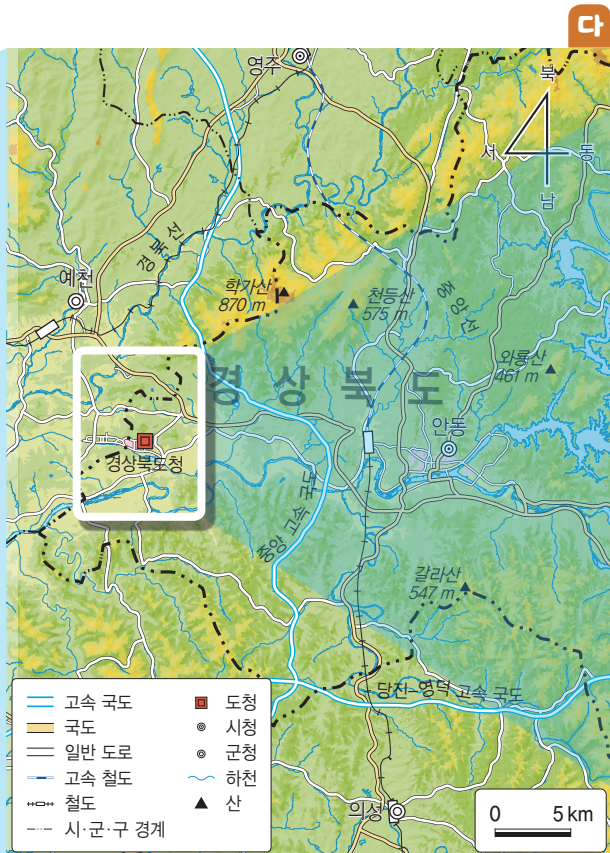 다
영주
북
서
동
남
경북선
예천
학가산
870 m
천등산
575 m
중앙선
와룡산
461 m
경상북도
안동
경상북도청
중앙 고속 국도
갈라산
547 m
당진-영덕 고속 국도
의성
고속 국도
국도
일반 도로
고속 철도
철도
시·군·구 경계
도청
시청
군청
하천
산
0 5 km